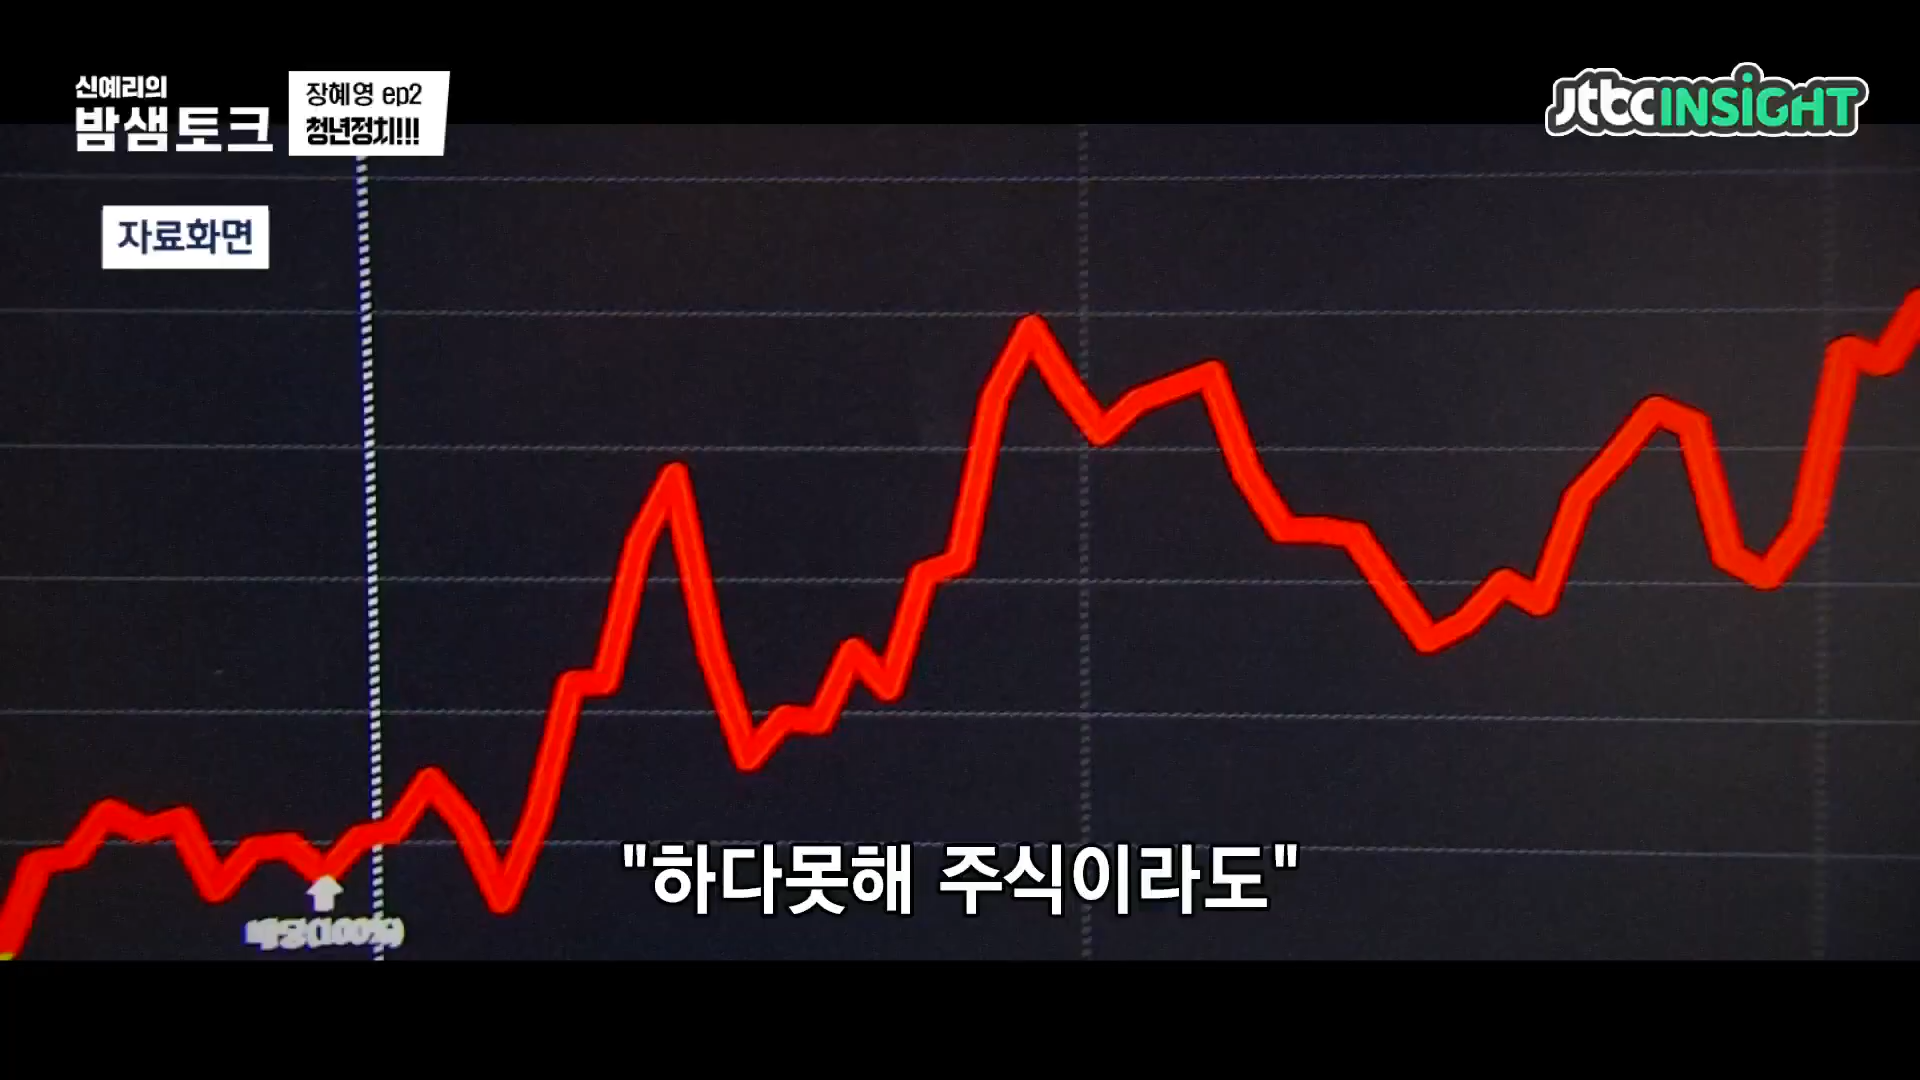 신예리의
밤샘토크
장혜영 ep2
청년정치!!!
jtbc INSIGHT
자료화면
"하다못해 주식이라도"
(100%)